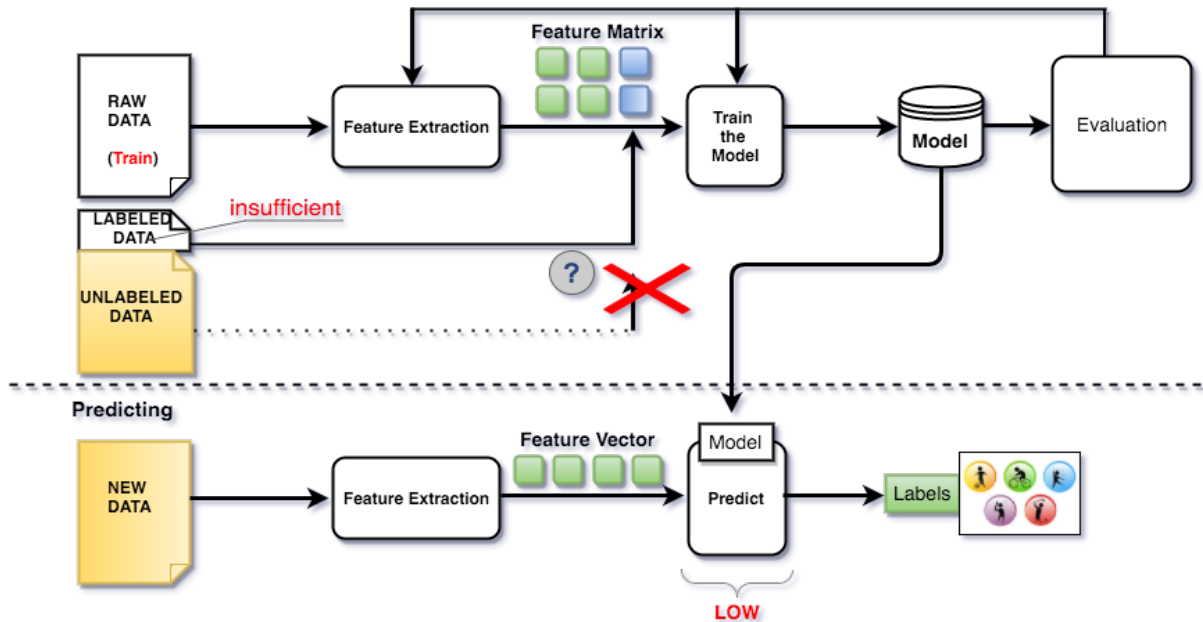 Feature Matrix
RAW
DATA
(Train)
Feature Extraction
Train
the
Model
Model
Evaluation
LABELED
DATA
insufficient
?
UNLABELED
DATA
Predicting
NEW
DATA
Feature Extraction
Feature Vector
Model
Predict
Labels
LOW